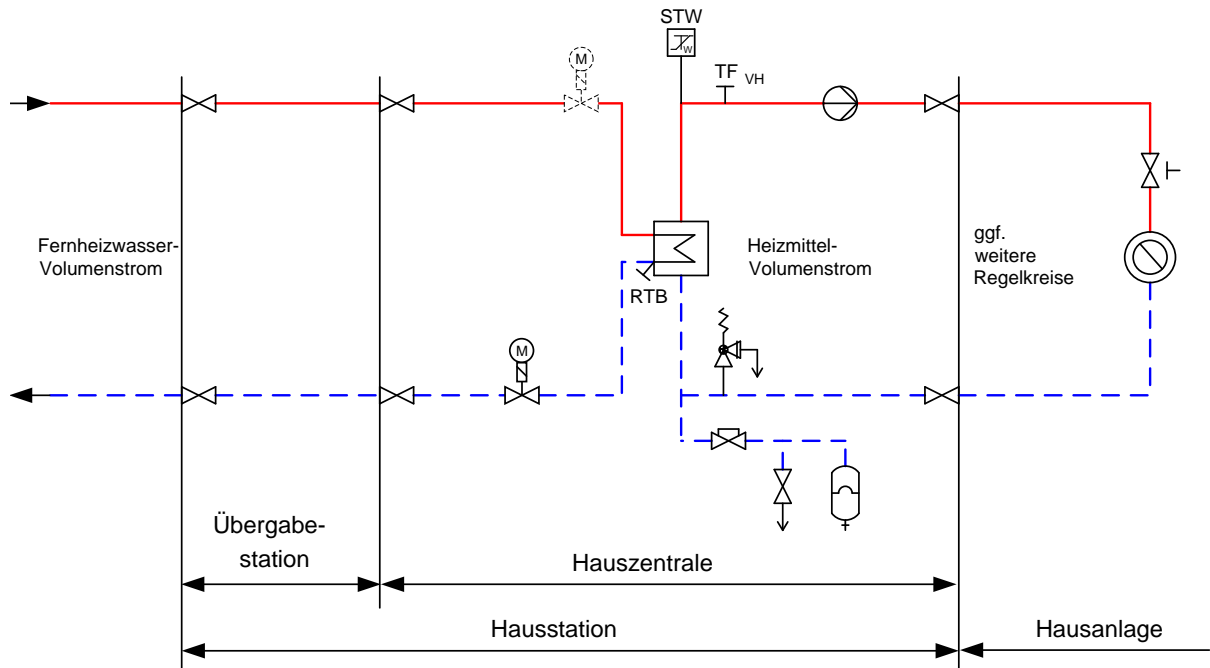 STW
W
M
TF VH
Fernheizwasser-
Volumenstrom
Heizmittel-
Volumenstrom
ggf.
weitere
Regelkreise
RTB
M
Übergabe-
station
Hauszentrale
Hausstation
Hausanlage